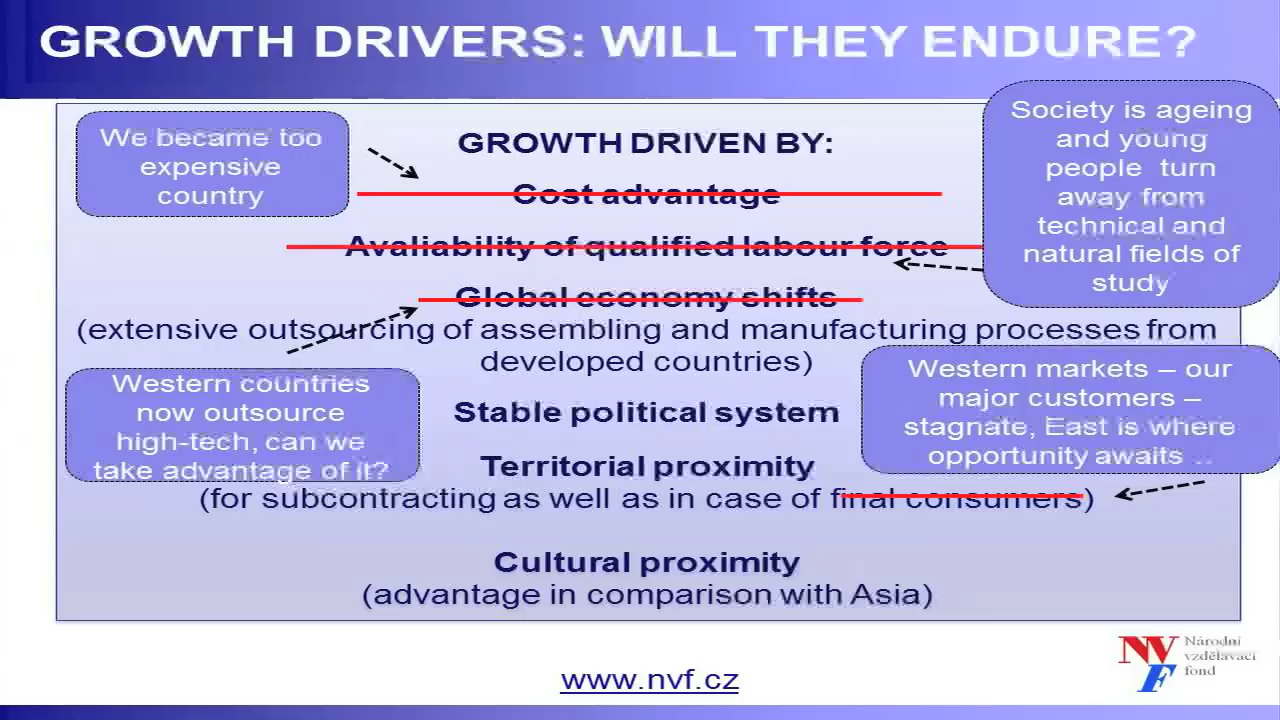 GROWTH DRIVERS: WILL THEY ENDURE?
We became too
expensive
country
GROWTH DRIVEN BY:
Cost advantage
Avaliability of qualified labour force
Global economy shifts
(extensive outsourcing of assembling and manufacturing processes from
developed countries)
Society is ageing
and young
people turn
away from
technical and
natural fields of
study
Western countries
now outsource
high-tech, can we
take advantage of it?
Stable political system
Western markets – our
major customers –
stagnate, East is where
opportunity awaits ...
Territorial proximity
(for subcontracting as well as in case of final consumers)
Cultural proximity
(advantage in comparison with Asia)
www.nvf.cz
NVF
Národní
vzdělávací
fond